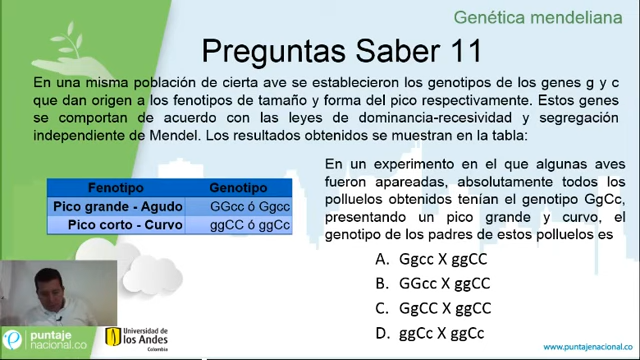 Genética mendeliana
Preguntas Saber 11
En una misma población de cierta ave se establecieron los genotipos de los genes g y c
que dan origen a los fenotipos de tamaño y forma del pico respectivamente. Estos genes
se comportan de acuerdo con las leyes de dominancia-recesividad y segregación
independiente de Mendel. Los resultados obtenidos se muestran en la tabla:
Fenotipo Genotipo
Pico grande - Agudo GGcc ó Ggcc
Pico corto - Curvo ggCC ó ggCc
En un experimento en el que algunas aves
fueron apareadas, absolutamente todos los
polluelos obtenidos tenían el genotipo GgCc,
presentando un pico grande y curvo, el
genotipo de los padres de estos polluelos es
A. Ggcc X ggCC
B. GGcc X ggCC
C. GgCC X ggCC
D. ggCc X ggCc
puntaje
nacional.co
Universidad de
los Andes
Colombia
www.puntajenacional.co